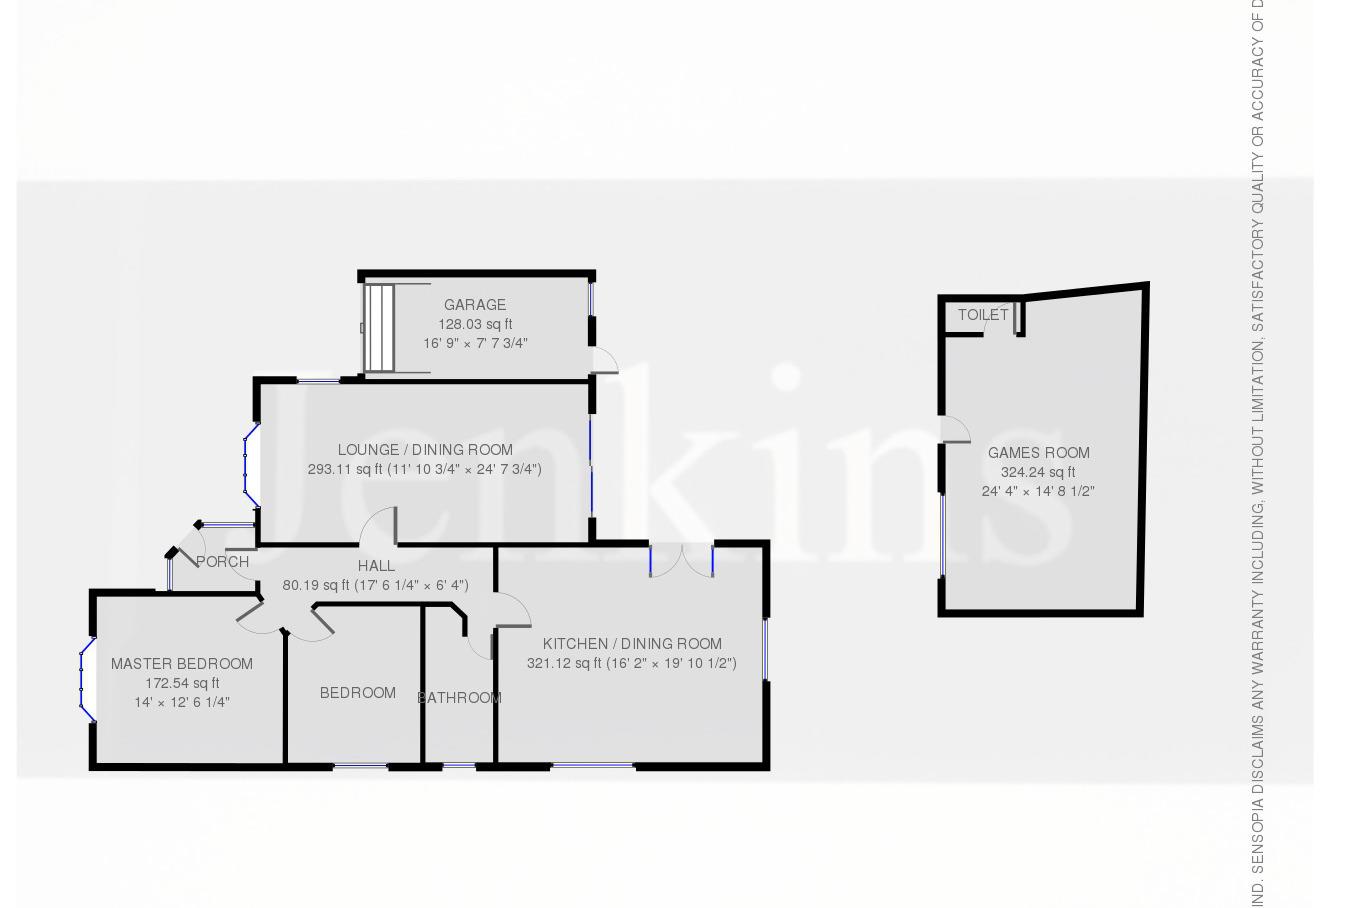 GARAGE
128.03 sq ft
16' 9" × 7' 7 3/4"
TOILET
Jenkins
LOUNGE / DINING ROOM
293.11 sq ft (11' 10 3/4" × 24' 7 3/4")
GAMES ROOM
324.24 sq ft
24' 4" × 14' 8 1/2"
PORCH
HALL
80.19 sq ft (17' 6 1/4" × 6' 4")
KITCHEN / DINING ROOM
321.12 sq ft (16' 2" × 19' 10 1/2")
MASTER BEDROOM
172.54 sq ft
14' × 12' 6 1/4"
BEDROOM
BATHROOM
IND. SENSOPIA DISCLAIMS ANY WARRANTY INCLUDING, WITHOUT LIMITATION, SATISFACTORY QUALITY OR ACCURACY OF D